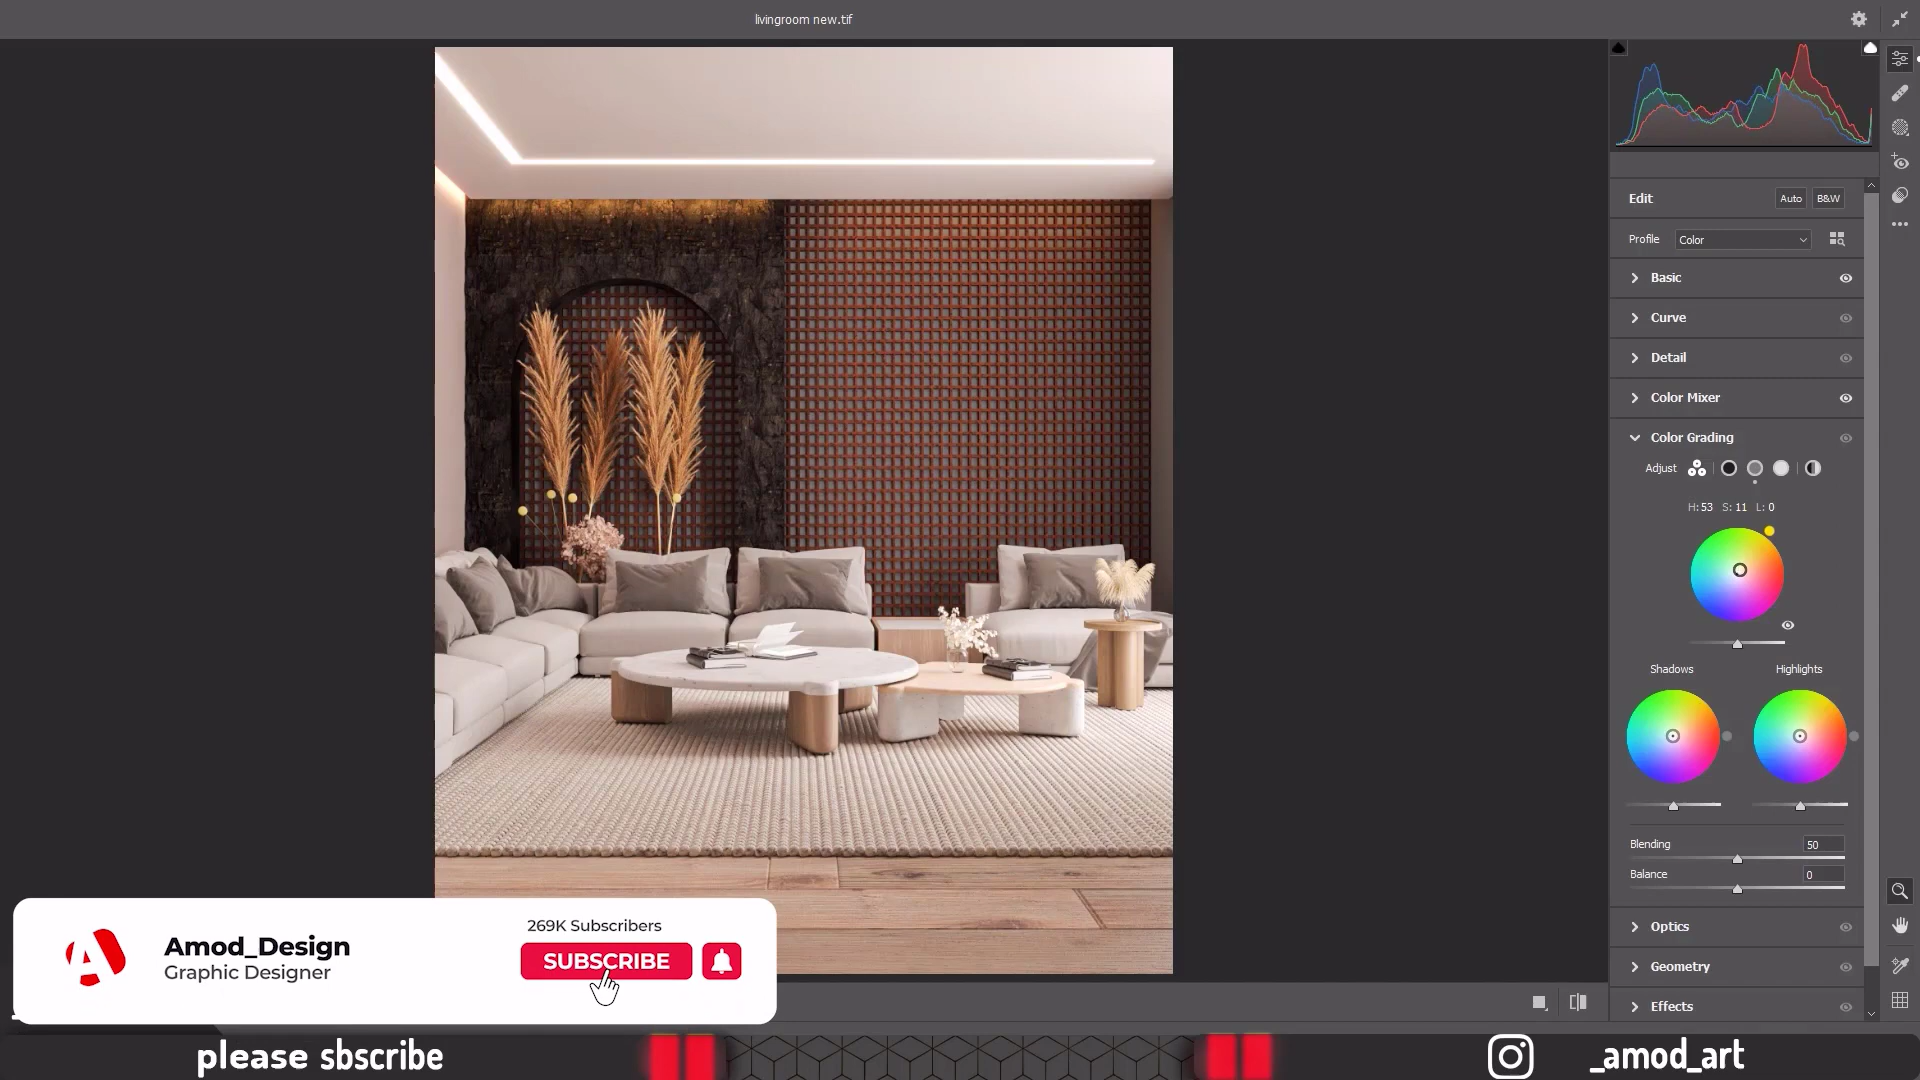 livingroom new.tif
Edit
Auto
B&W
Profile
Color
Basic
Curve
Detail
Color Mixer
Color Grading
Adjust
H: 53 S: 11 L: 0
Shadows
Highlights
Blending
50
Balance
0
Optics
Geometry
Effects
Amod_Design
Graphic Designer
269K Subscribers
SUBSCRIBE
please sbscribe
_amod_art